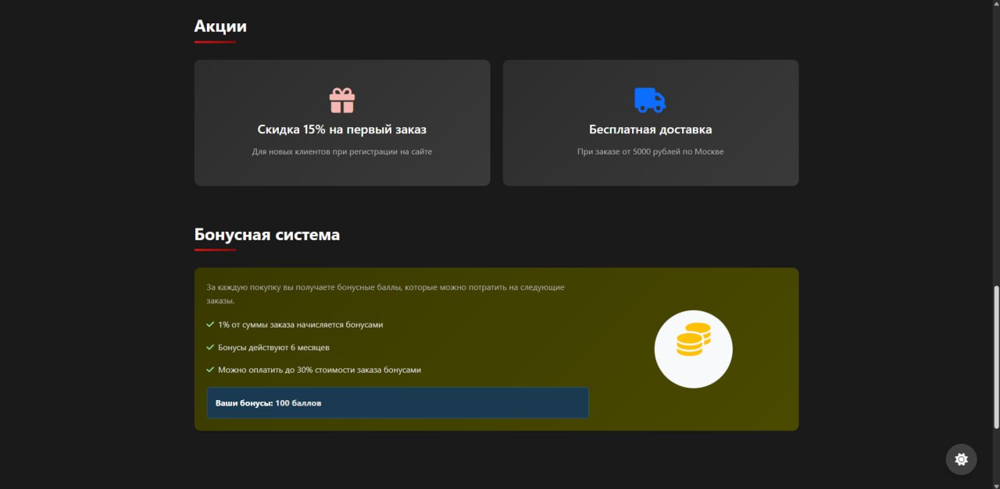 Акции
Скидка 15% на первый заказ
Для новых клиентов при регистрации на сайте
Бесплатная доставка
При заказе от 5000 рублей по Москве
Бонусная система
За каждую покупку вы получаете бонусные баллы, которые можно потратить на следующие
заказы.
1% от суммы заказа начисляется бонусами
Бонусы действуют 6 месяцев
Можно оплатить до 30% стоимости заказа бонусами
Ваши бонусы: 100 баллов